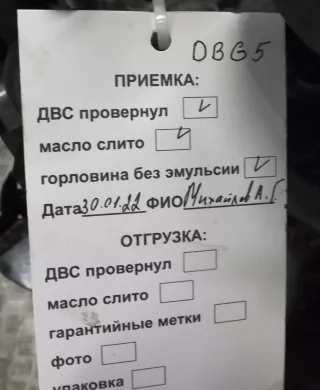 DBG5
ПРИЕМКА:
ДВС провернул
масло слито
горловина без эмульсии
Дата 30.01.22 ФИО Михайлов А.Г.
ОТГРУЗКА:
ДВС провернул
масло слито
гарантийные метки
фото
упаковка